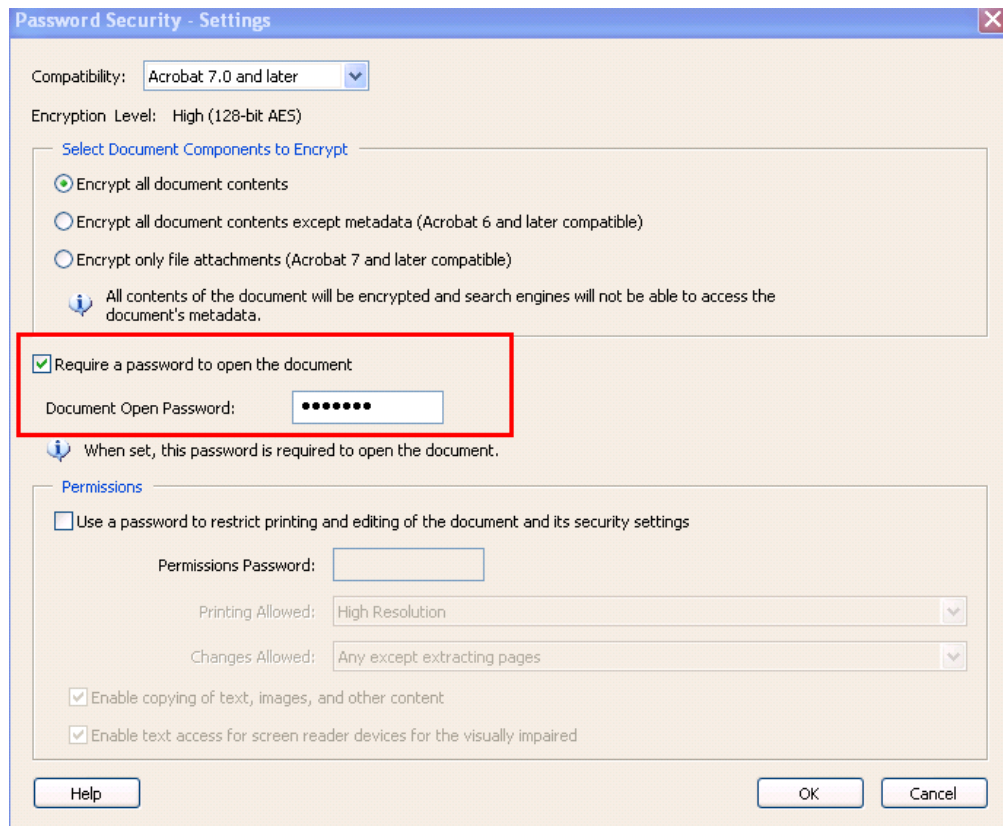 Password Security - Settings
Compatibility: Acrobat 7.0 and later
Encryption Level: High (128-bit AES)
Select Document Components to Encrypt
Encrypt all document contents
Encrypt all document contents except metadata (Acrobat 6 and later compatible)
Encrypt only file attachments (Acrobat 7 and later compatible)
All contents of the document will be encrypted and search engines will not be able to access the
document's metadata.
Require a password to open the document
Document Open Password: •••••••
When set, this password is required to open the document.
Permissions
Use a password to restrict printing and editing of the document and its security settings
Permissions Password:
Printing Allowed: High Resolution
Changes Allowed: Any except extracting pages
Enable copying of text, images, and other content
Enable text access for screen reader devices for the visually impaired
Help OK Cancel